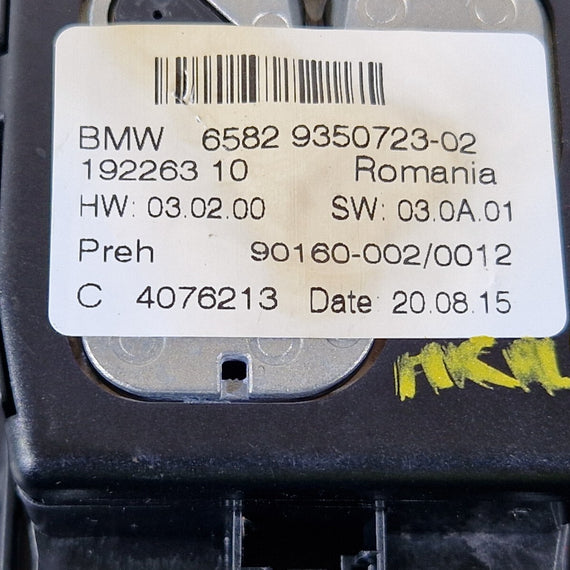 BMW 6582 9350723-02
192263 10 Romania
HW: 03.02.00 SW: 03.0A.01
Preh 90160-002/0012
C 4076213 Date: 20.08.15